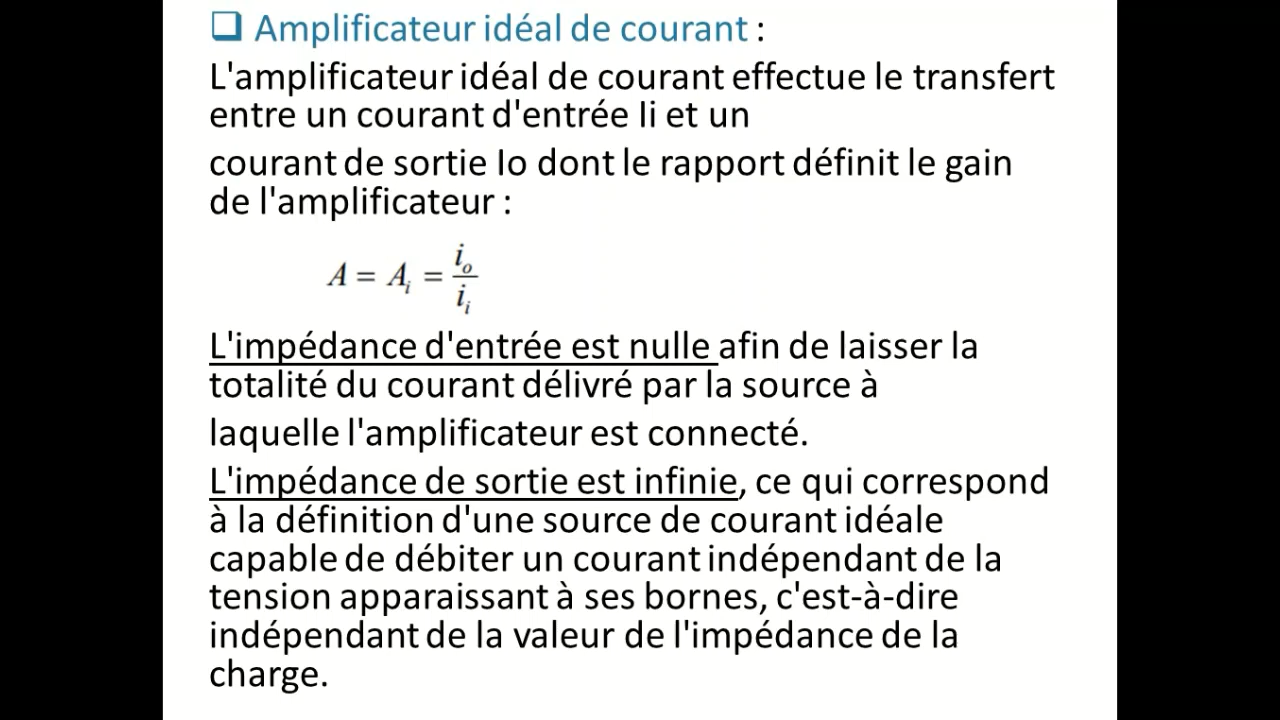 ❑ Amplificateur idéal de courant :
L'amplificateur idéal de courant effectue le transfert
entre un courant d'entrée Ii et un
courant de sortie Io dont le rapport définit le gain
de l'amplificateur :
A = A_i = i_o / i_i
L'impédance d'entrée est nulle afin de laisser la
totalité du courant délivré par la source à
laquelle l'amplificateur est connecté.
L'impédance de sortie est infinie, ce qui correspond
à la définition d'une source de courant idéale
capable de débiter un courant indépendant de la
tension apparaissant à ses bornes, c'est-à-dire
indépendant de la valeur de l'impédance de la
charge.